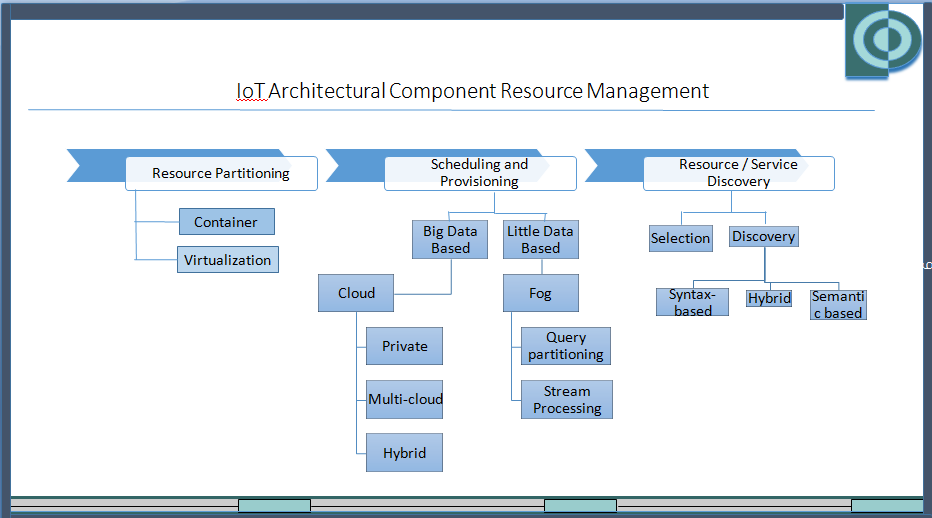 IoT Architectural Component Resource Management
Resource Partitioning
Container
Virtualization
Scheduling and
Provisioning
Big Data
Based
Little Data
Based
Cloud
Fog
Private
Multi-cloud
Hybrid
Query
partitioning
Stream
Processing
Resource / Service
Discovery
Selection
Discovery
Syntax-
based
Hybrid
Semanti
c based